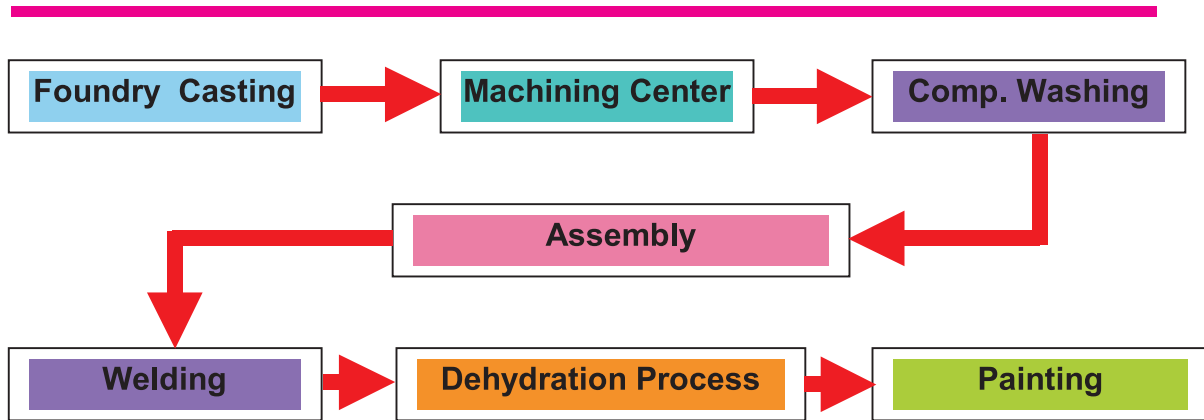 Foundry Casting
Machining Center
Comp. Washing
Assembly
Welding
Dehydration Process
Painting